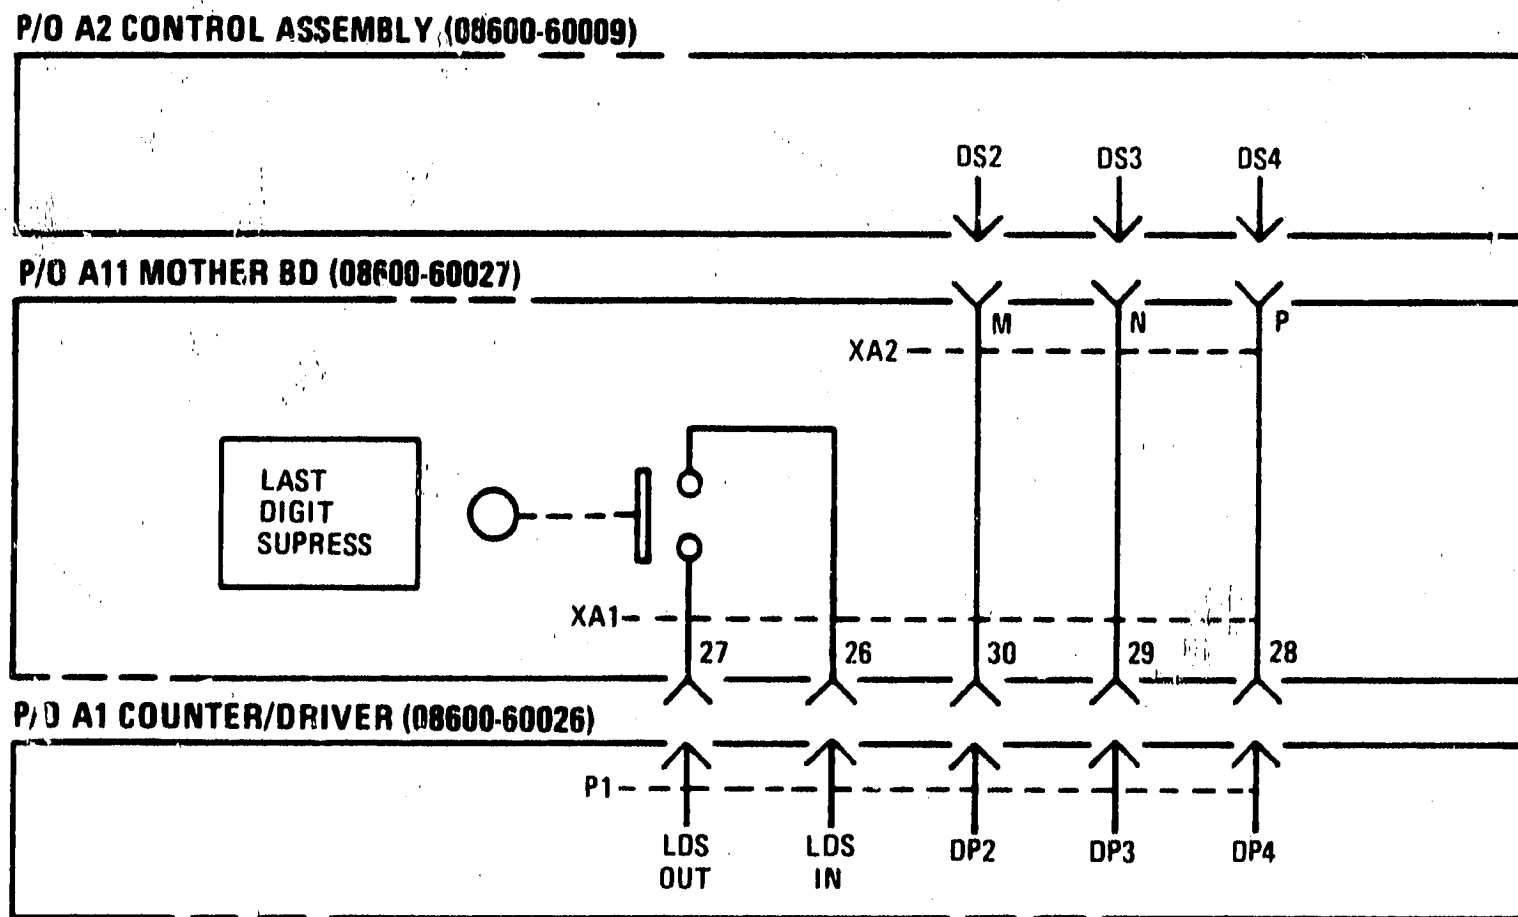 P/O A2 CONTROL ASSEMBLY (08600-60009)
DS2 DS3 DS4
P/O A11 MOTHER BD (08600-60027)
M N P
XA2
LAST
DIGIT
SUPRESS
XA1
27 26 30 29 28
P/O A1 COUNTER/DRIVER (08600-60026)
P1
LDS LDS DP2 DP3 DP4
OUT IN